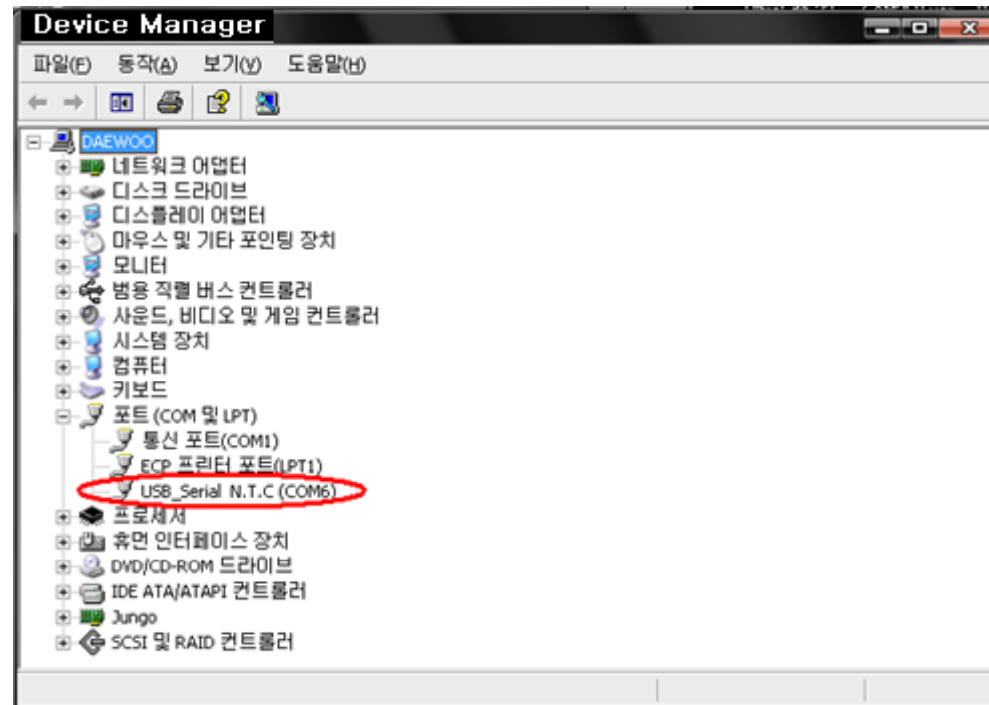 Device Manager
파일(F) 동작(A) 보기(V) 도움말(H)
DAEWOO
네트워크 어댑터
디스크 드라이브
디스플레이 어댑터
마우스 및 기타 포인팅 장치
모니터
범용 직렬 버스 컨트롤러
사운드, 비디오 및 게임 컨트롤러
시스템 장치
컴퓨터
키보드
포트 (COM 및 LPT)
통신 포트(COM1)
ECP 프린터 포트(LPT1)
USB_Serial N.T.C (COM6)
프로세서
휴먼 인터페이스 장치
DVD/CD-ROM 드라이브
IDE ATA/ATAPI 컨트롤러
Jungo
SCSI 및 RAID 컨트롤러